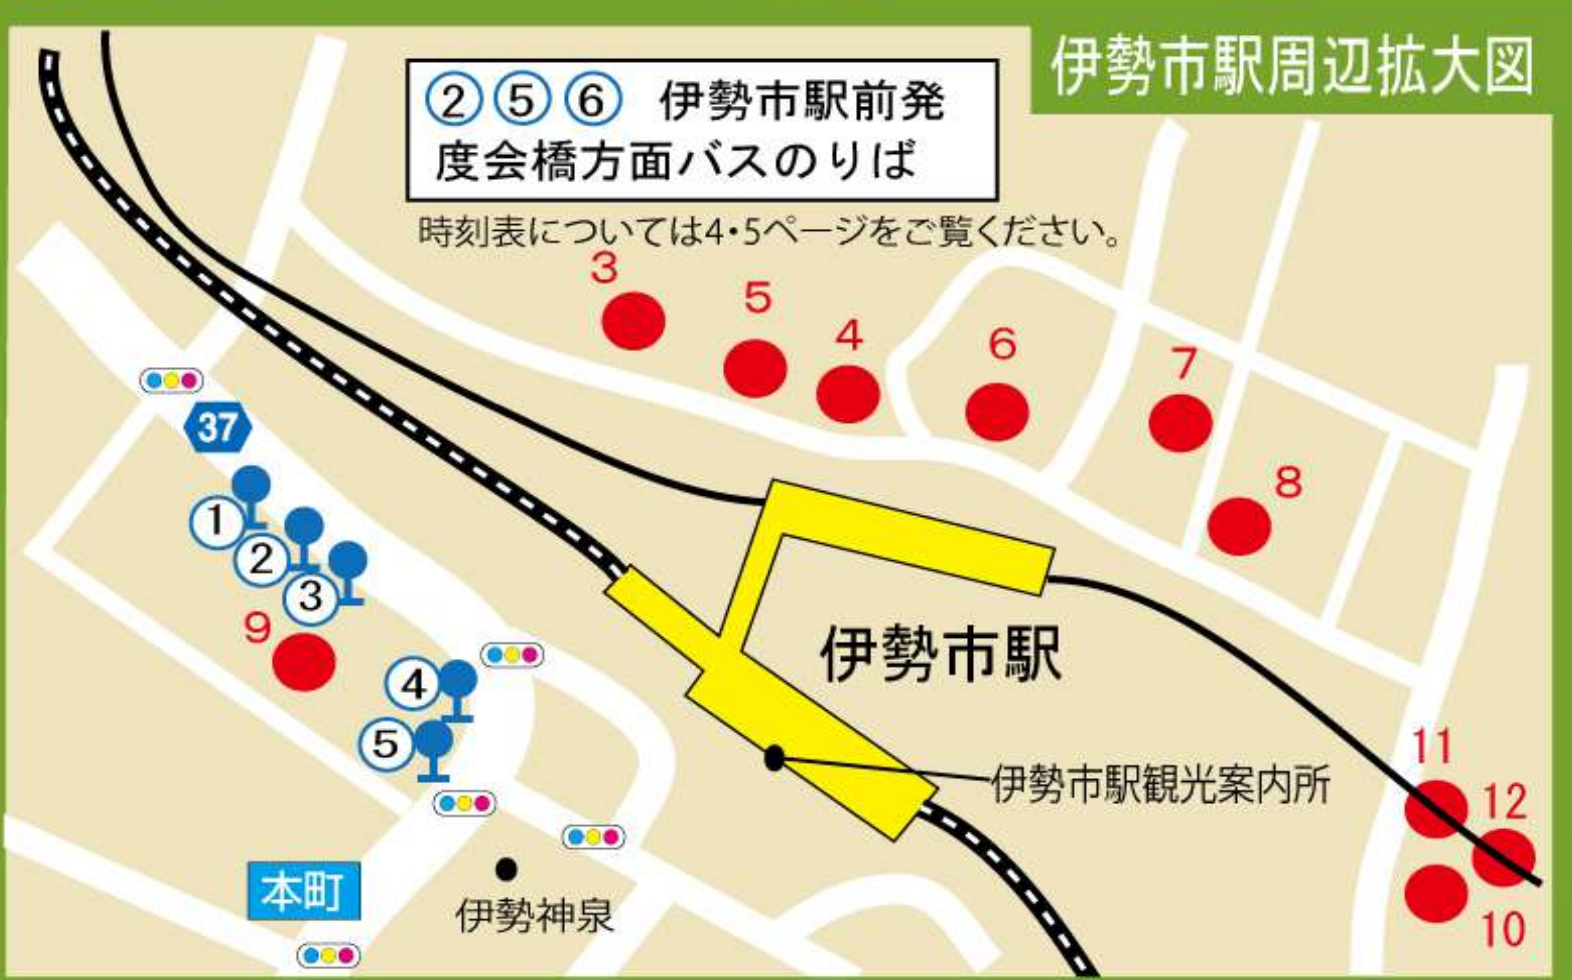 伊勢市駅周辺拡大図
②⑤⑥ 伊勢市駅前発
度会橋方面バスのりば
時刻表については4・5ページをご覧ください。
3
5
4
6
7
8
37
①
②
③
9
④
⑤
伊勢市駅
伊勢市駅観光案内所
11
12
10
本町
伊勢神泉